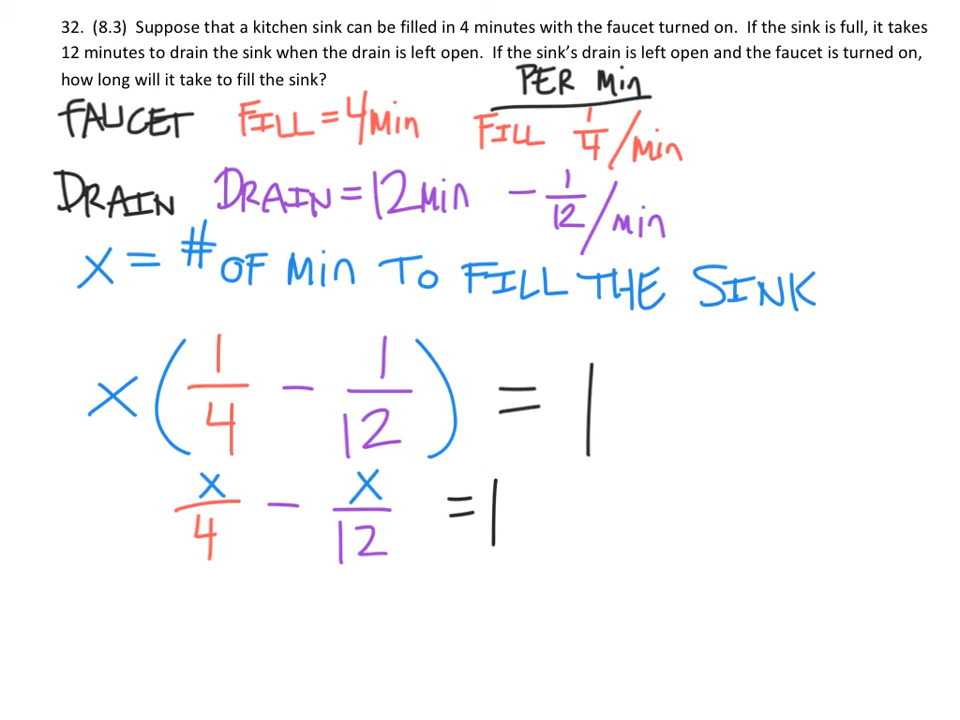 32. (8.3) Suppose that a kitchen sink can be filled in 4 minutes with the faucet turned on. If the sink is full, it takes
12 minutes to drain the sink when the drain is left open. If the sink's drain is left open and the faucet is turned on,
how long will it take to fill the sink?
PER Min
FAUCET FILL = 4 Min FILL 1/4 / Min
DRAIN DRAIN = 12 Min - 1/12 / min
x = # OF Min TO FILL THE SINK
x(1/4 - 1/12) = 1
x/4 - x/12 = 1